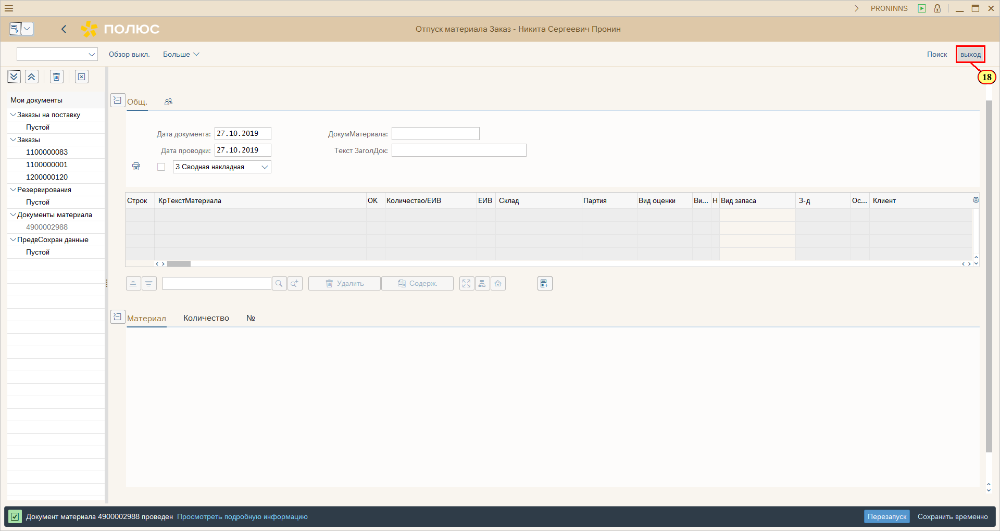 PRONINNS
ПОЛЮС
Отпуск материала Заказ - Никита Сергеевич Пронин
Обзор выкл. Больше
Поиск выход
18
Мои документы
Заказы на поставку
Пустой
Заказы
1100000083
1100000001
1200000120
Резервирования
Пустой
Документы материала
4900002988
ПредвСохран данные
Пустой
Общ.
Дата документа: 27.10.2019 ДокумМатериала:
Дата проводки: 27.10.2019 Текст ЗаголДок:
3 Сводная накладная
Строк КрТекстМатериала OK Количество/ЕИВ ЕИВ Склад Партия Вид оценки Ви... Н Вид запаса З-д Ос... Клиент
Удалить Содерж.
Материал Количество №
Документ материала 4900002988 проведен Просмотреть подробную информацию
Перезапуск Сохранить временно